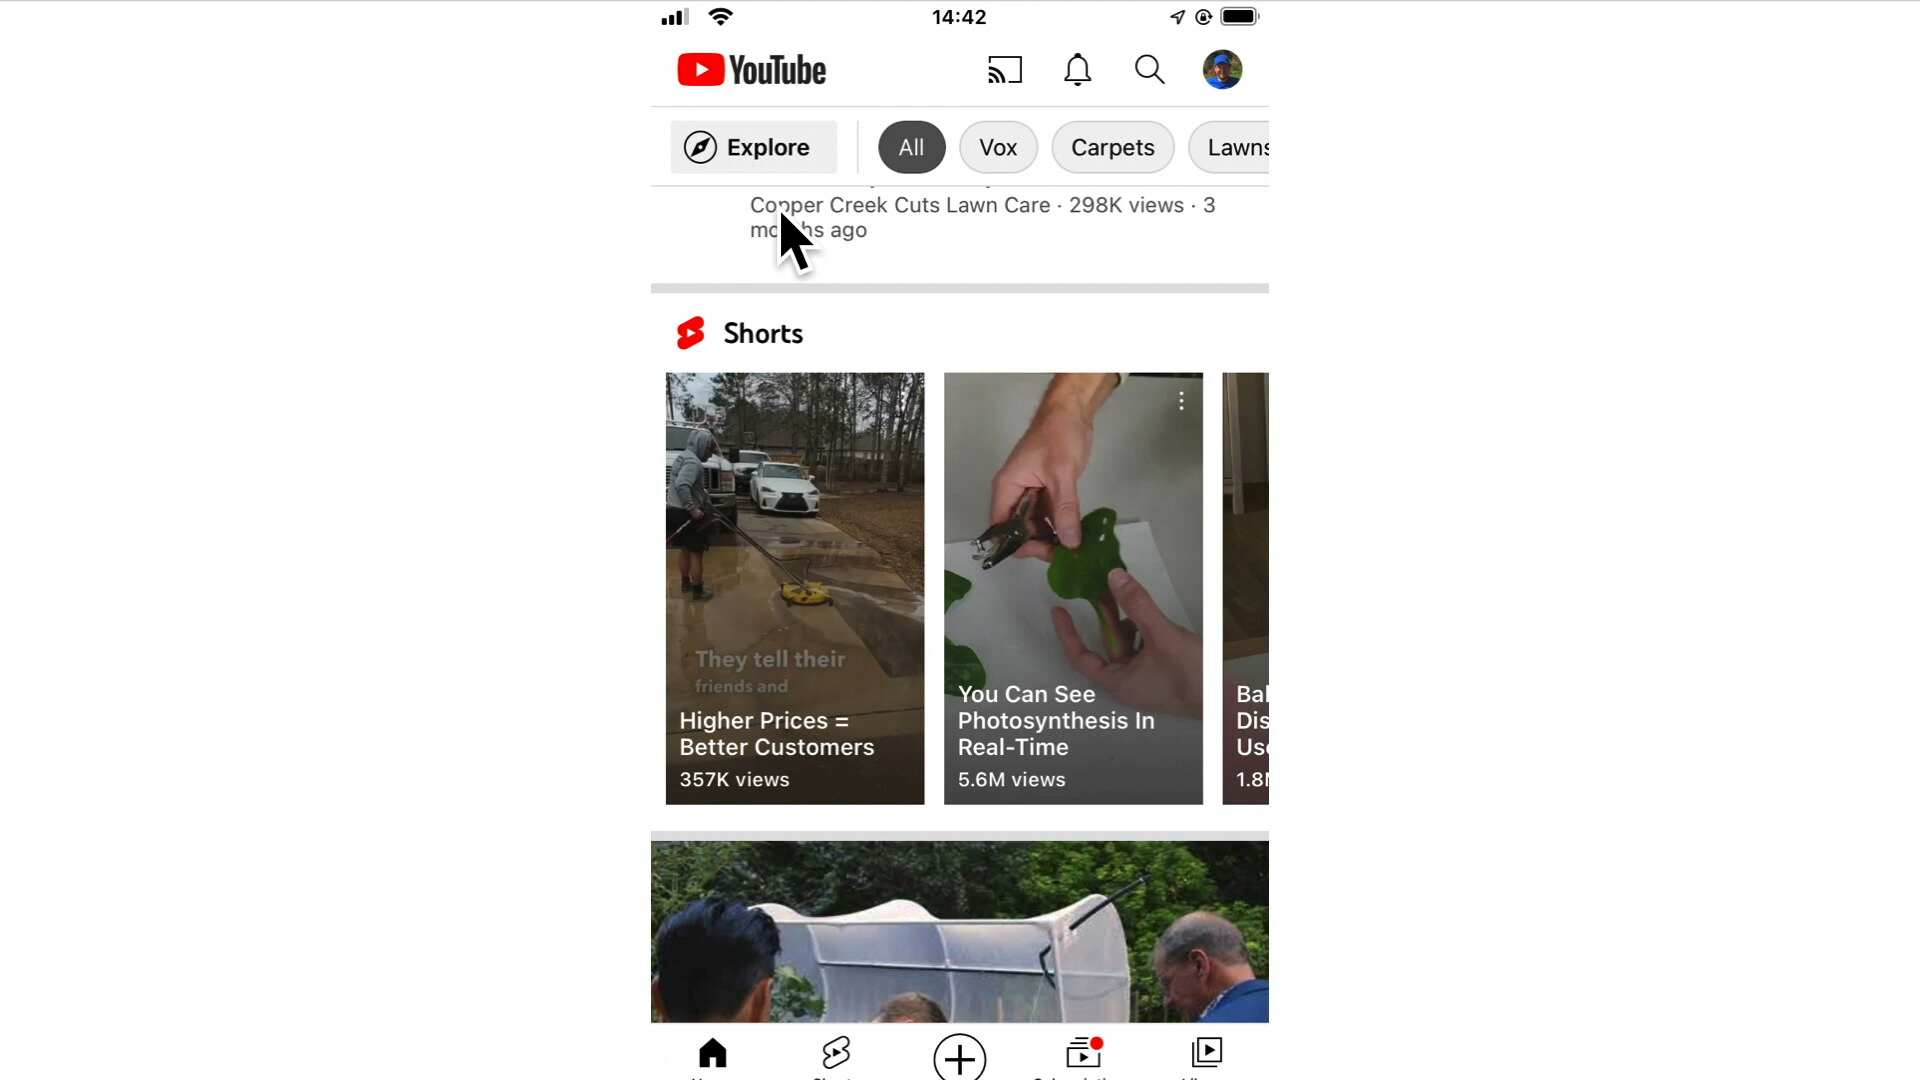 14:42
YouTube
Explore
All
Vox
Carpets
Lawns
Copper Creek Cuts Lawn Care · 298K views · 3
ago
Shorts
They tell their
friends and
Higher Prices =
Better Customers
357K views
You Can See
Photosynthesis In
Real-Time
5.6M views